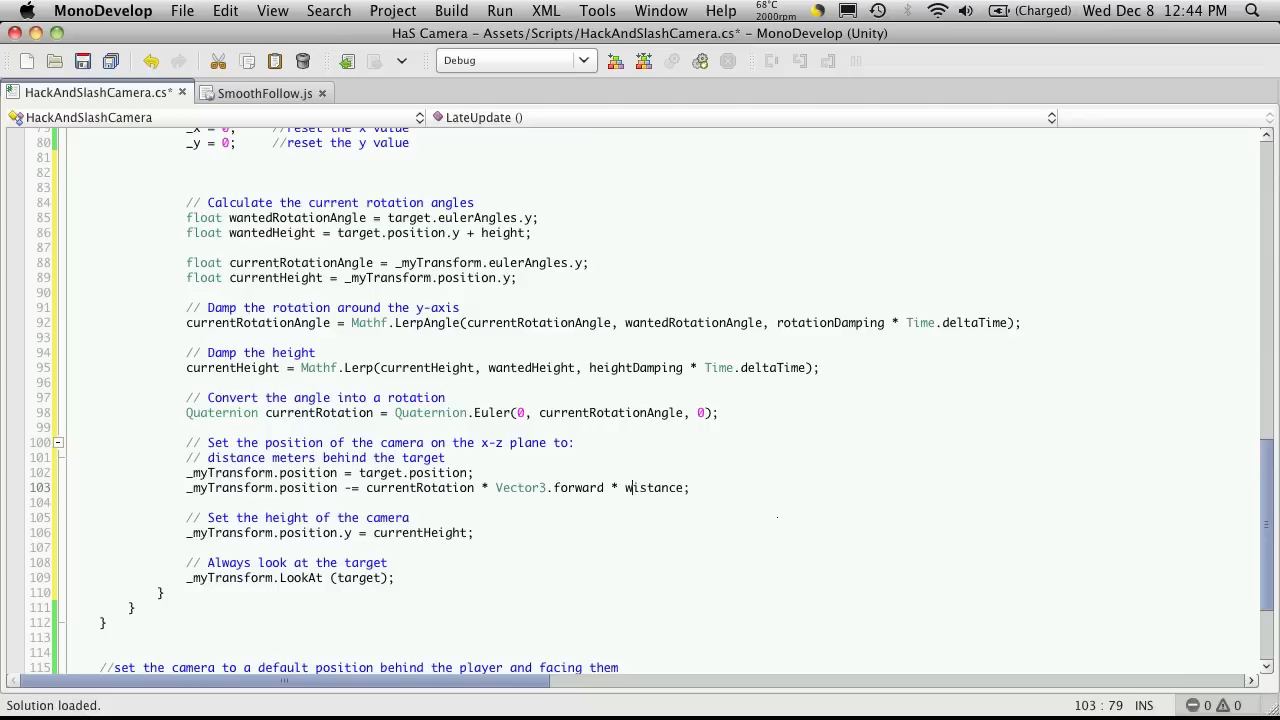 MonoDevelop File Edit View Search Project Build Run XML Tools Window Help 68°C 2000rpm (Charged) Wed Dec 8 12:44 PM
HaS Camera – Assets/Scripts/HackAndSlashCamera.cs* – MonoDevelop (Unity)
Debug
HackAndSlashCamera.cs* × SmoothFollow.js ×
HackAndSlashCamera LateUpdate ()
79 _x = 0; //reset the x value
80 _y = 0; //reset the y value
81
82
83
84 // Calculate the current rotation angles
85 float wantedRotationAngle = target.eulerAngles.y;
86 float wantedHeight = target.position.y + height;
87
88 float currentRotationAngle = _myTransform.eulerAngles.y;
89 float currentHeight = _myTransform.position.y;
90
91 // Damp the rotation around the y-axis
92 currentRotationAngle = Mathf.LerpAngle(currentRotationAngle, wantedRotationAngle, rotationDamping * Time.deltaTime);
93
94 // Damp the height
95 currentHeight = Mathf.Lerp(currentHeight, wantedHeight, heightDamping * Time.deltaTime);
96
97 // Convert the angle into a rotation
98 Quaternion currentRotation = Quaternion.Euler(0, currentRotationAngle, 0);
99
100 // Set the position of the camera on the x-z plane to:
101 // distance meters behind the target
102 _myTransform.position = target.position;
103 _myTransform.position -= currentRotation * Vector3.forward * wistance;
104
105 // Set the height of the camera
106 _myTransform.position.y = currentHeight;
107
108 // Always look at the target
109 _myTransform.LookAt (target);
110 }
111 }
112 }
113
114
115 //set the camera to a default position behind the player and facing them
Solution loaded. 103 : 79 INS 0 0